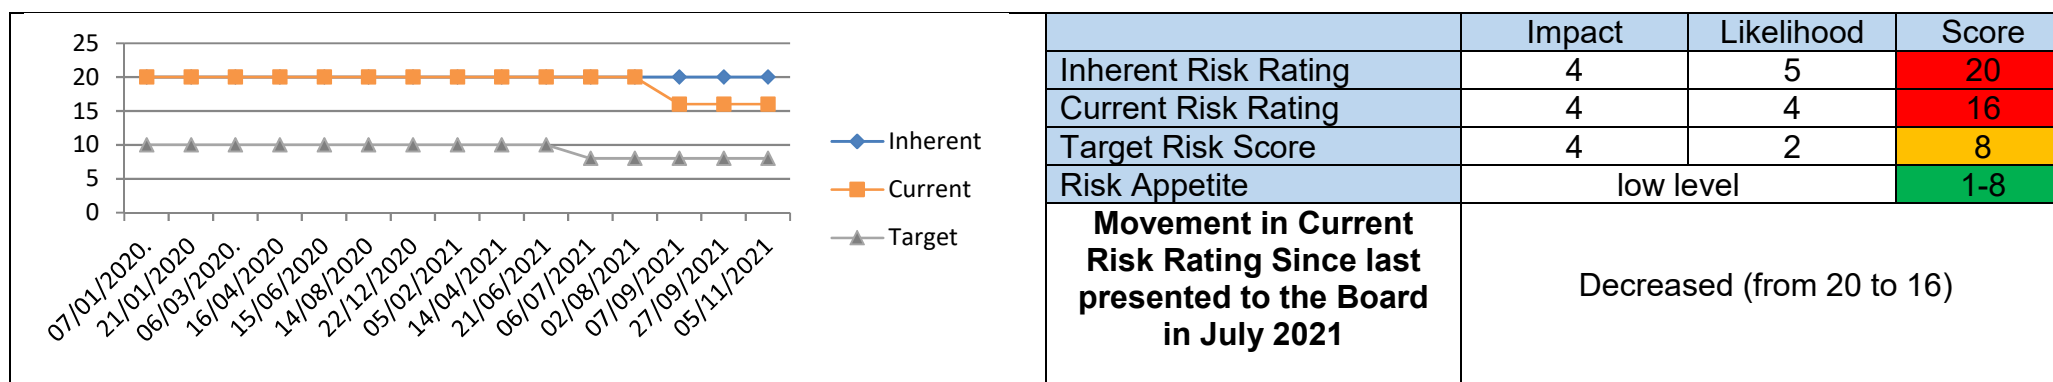 25
20
15
10
5
0
07/01/2020.
21/01/2020
06/03/2020.
16/04/2020
15/06/2020
14/08/2020
22/12/2020
05/02/2021
14/04/2021
21/06/2021
06/07/2021
02/08/2021
07/09/2021
27/09/2021
05/11/2021
Inherent
Current
Target
Impact Likelihood Score
Inherent Risk Rating 4 5 20
Current Risk Rating 4 4 16
Target Risk Score 4 2 8
Risk Appetite low level 1-8
Movement in Current
Risk Rating Since last
presented to the Board
in July 2021
Decreased (from 20 to 16)